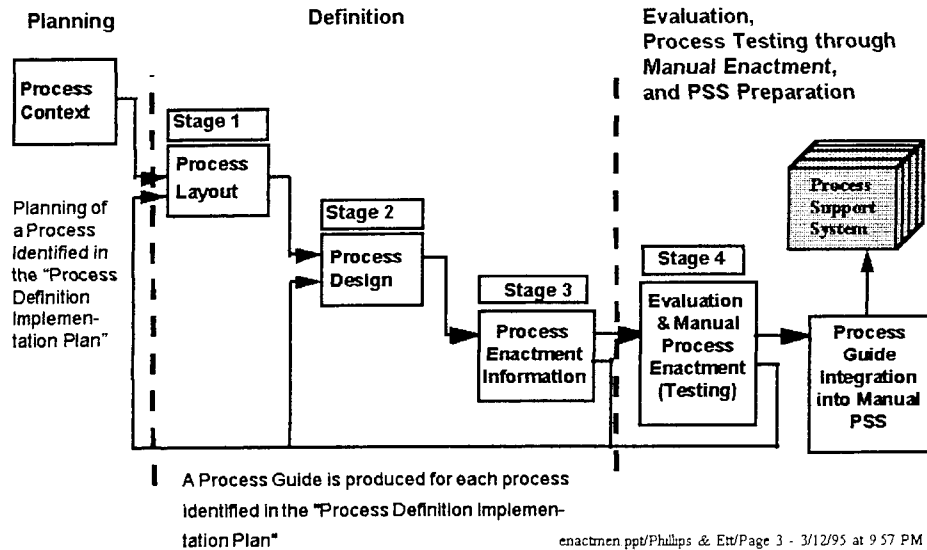 Planning
Definition
Evaluation,
Process Testing through
Manual Enactment,
and PSS Preparation
Process
Context
Stage 1
Process
Layout
Planning of
a Process
Identified in
the "Process
Definition
Implemen-
tation Plan"
Stage 2
Process
Design
Stage 3
Process
Enactment
Information
Stage 4
Evaluation
& Manual
Process
Enactment
(Testing)
Process
Support
System
Process
Guide
Integration
into Manual
PSS
A Process Guide is produced for each process
identified in the "Process Definition Implemen-
tation Plan"
enactmen.ppt/Phillips & Ett/Page 3 - 3/12/95 at 9 57 PM